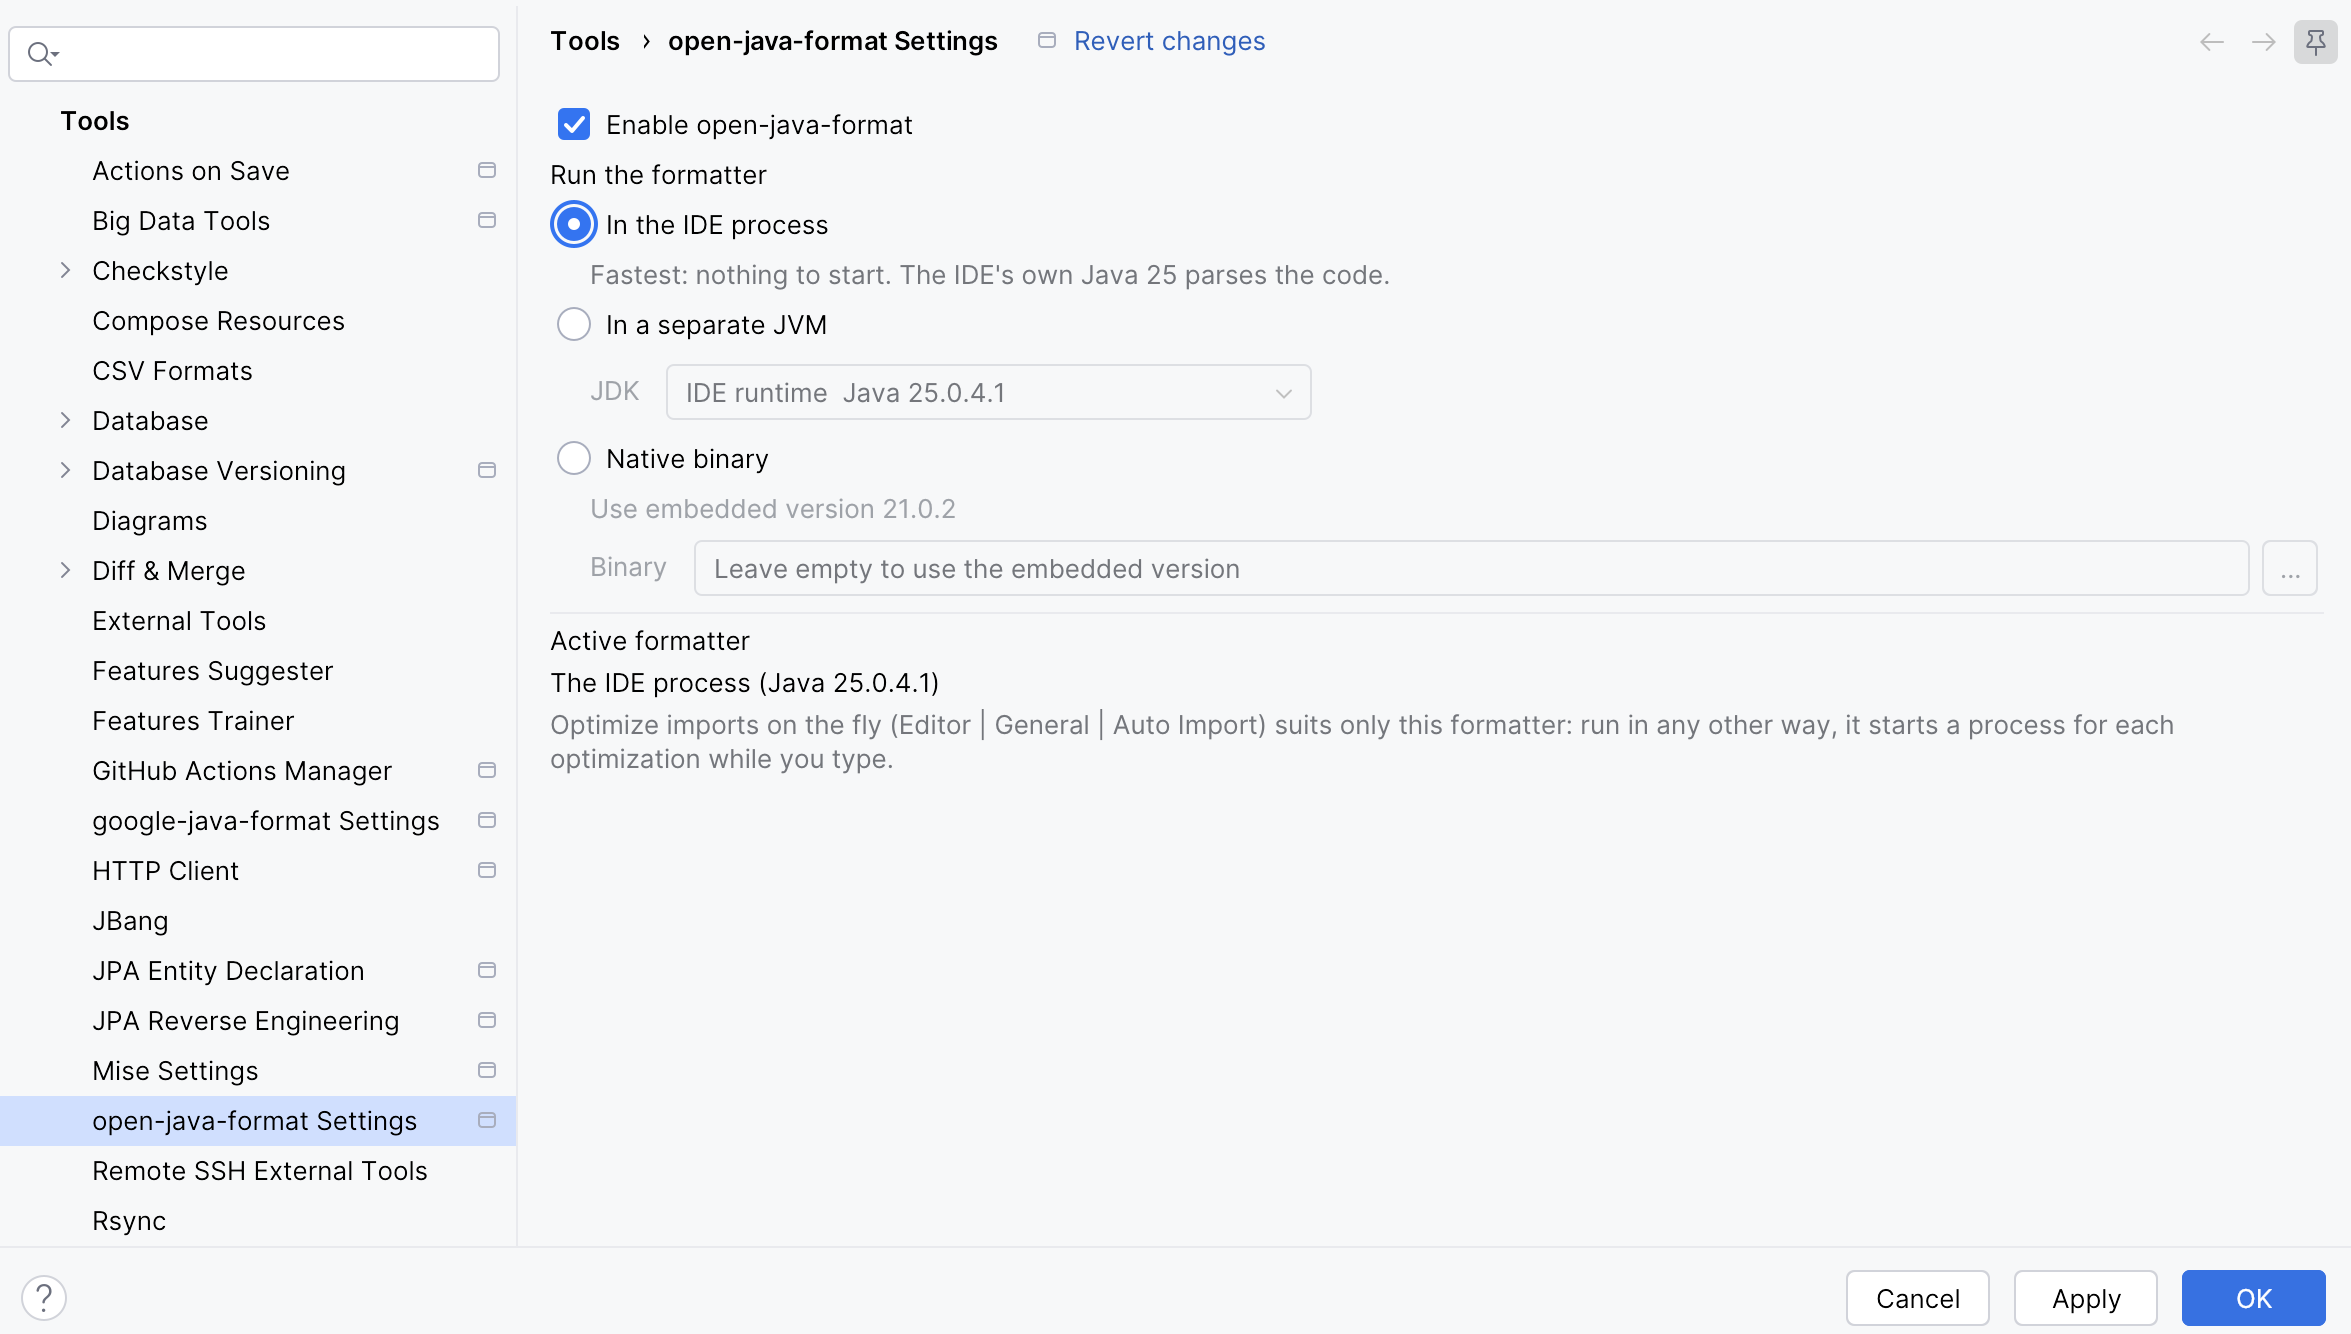 Tools
Actions on Save
Big Data Tools
Checkstyle
Compose Resources
CSV Formats
Database
Database Versioning
Diagrams
Diff & Merge
External Tools
Features Suggester
Features Trainer
GitHub Actions Manager
google-java-format Settings
HTTP Client
JBang
JPA Entity Declaration
JPA Reverse Engineering
Mise Settings
open-java-format Settings
Remote SSH External Tools
Rsync
Tools › open-java-format Settings Revert changes
Enable open-java-format
Run the formatter
In the IDE process
Fastest: nothing to start. The IDE's own Java 25 parses the code.
In a separate JVM
JDK IDE runtime Java 25.0.4.1
Native binary
Use embedded version 21.0.2
Binary Leave empty to use the embedded version ...
Active formatter
The IDE process (Java 25.0.4.1)
Optimize imports on the fly (Editor | General | Auto Import) suits only this formatter: run in any other way, it starts a process for each
optimization while you type.
? Cancel Apply OK